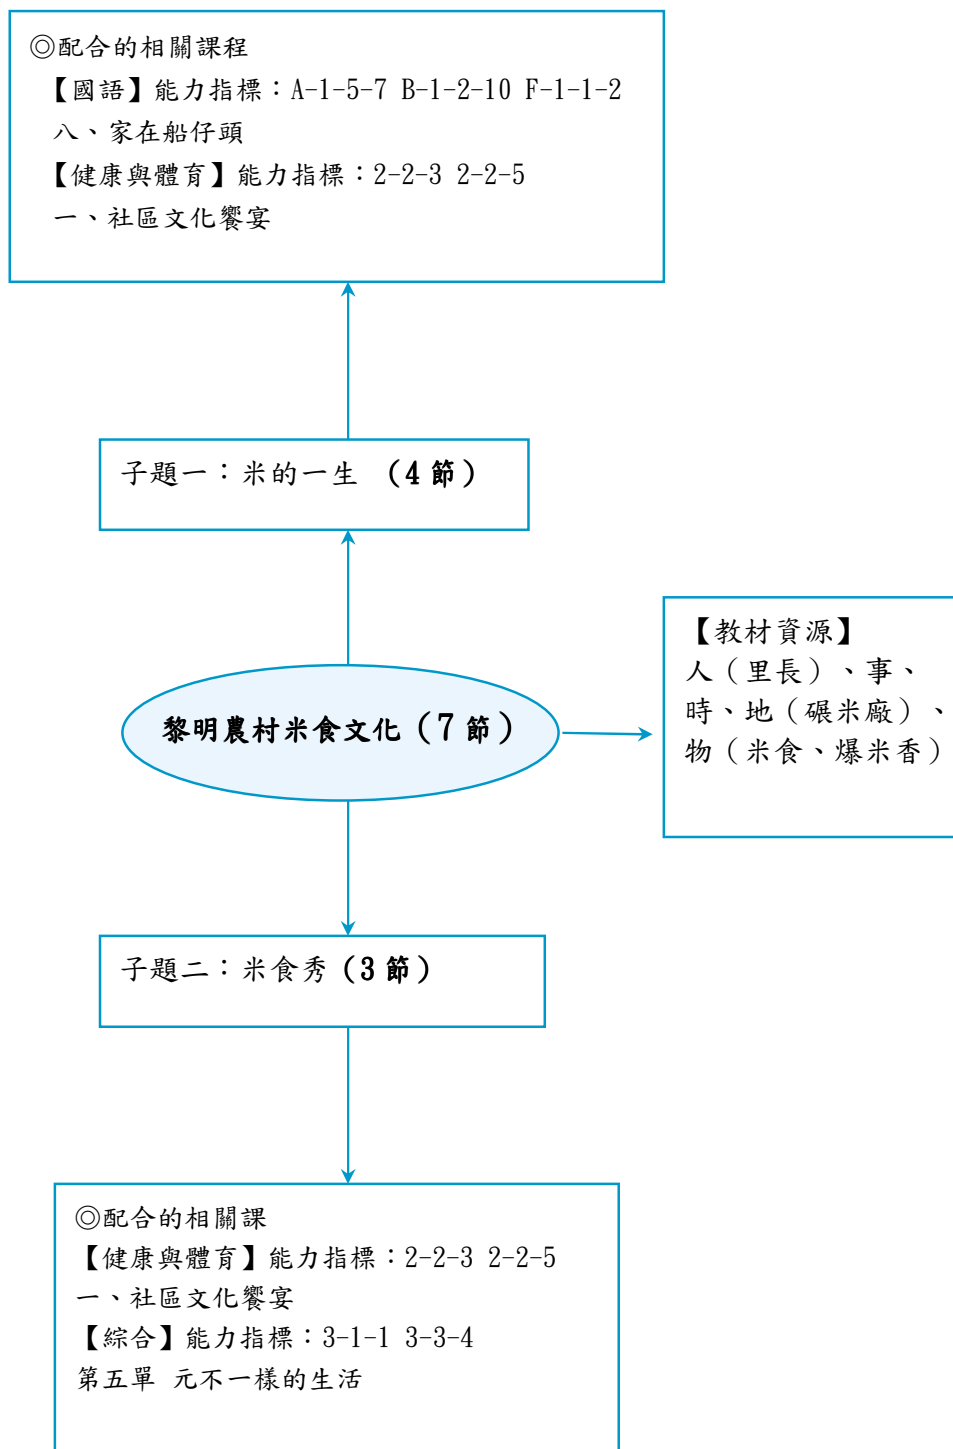 ◎配合的相關課程
【國語】能力指標：A-1-5-7 B-1-2-10 F-1-1-2
八、家在船仔頭
【健康與體育】能力指標：2-2-3 2-2-5
一、社區文化饗宴
子題一：米的一生 （4 節）
【教材資源】
人（里長）、事、
時、地（碾米廠）、
物（米食、爆米香）
黎明農村米食文化（7 節）
子題二：米食秀（3 節）
◎配合的相關課
【健康與體育】能力指標：2-2-3 2-2-5
一、社區文化饗宴
【綜合】能力指標：3-1-1 3-3-4
第五單 元不一樣的生活